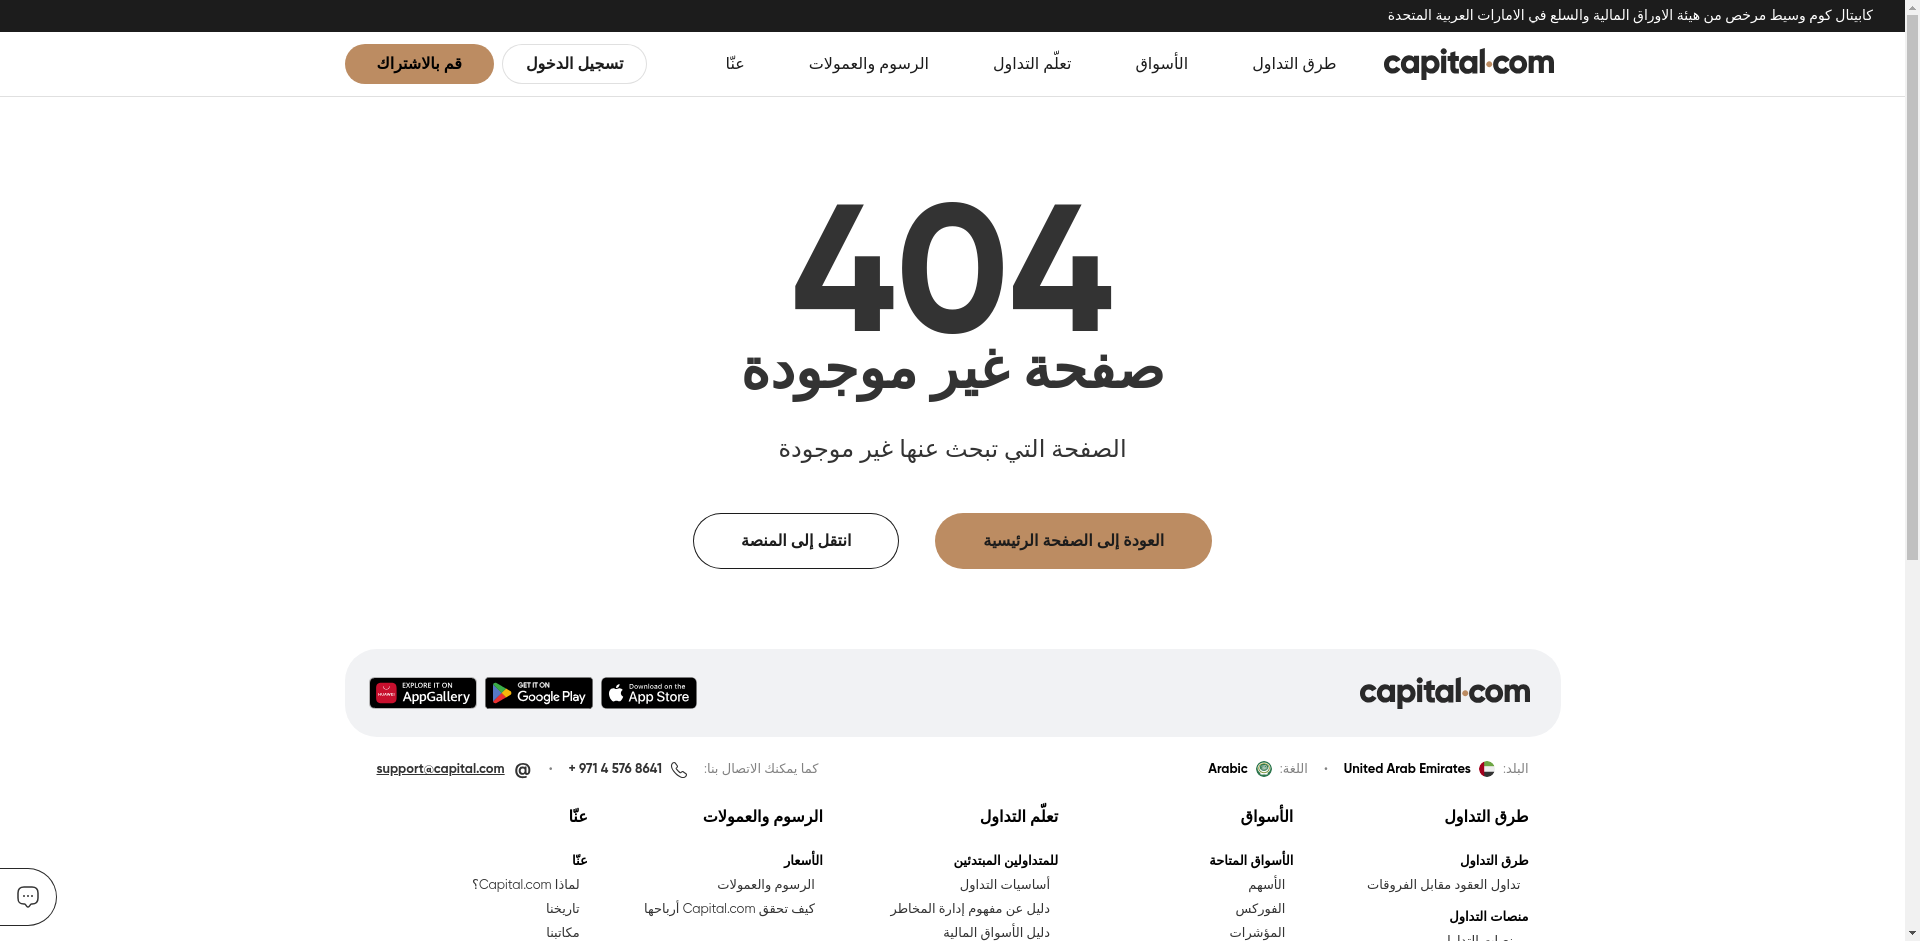 كابيتال كوم وسيط مرخص من هيئة الاوراق المالية والسلع في الامارات العربية المتحدة
capital.com
طرق التداول
الأسواق
تعلّم التداول
الرسوم والعمولات
عنّا
تسجيل الدخول
قم بالاشتراك
404
صفحة غير موجودة
الصفحة التي تبحث عنها غير موجودة
العودة إلى الصفحة الرئيسية
انتقل إلى المنصة
capital.com
Download on the
App Store
GET IT ON
Google Play
HUAWEI
EXPLORE IT ON
AppGallery
البلد: United Arab Emirates • اللغة: Arabic
كما يمكنك الاتصال بنا: + 971 4 576 8641 • @ support@capital.com
طرق التداول
طرق التداول
تداول العقود مقابل الفروقات
منصات التداول
الأسواق
الأسواق المتاحة
الأسهم
الفوركس
المؤشرات
تعلّم التداول
للمتداولين المبتدئين
أساسيات التداول
دليل عن مفهوم إدارة المخاطر
دليل الأسواق المالية
الرسوم والعمولات
الأسعار
الرسوم والعمولات
كيف تحقق Capital.com أرباحها
عنّا
عنّا
لماذا Capital.com؟
تاريخنا
مكاتبنا